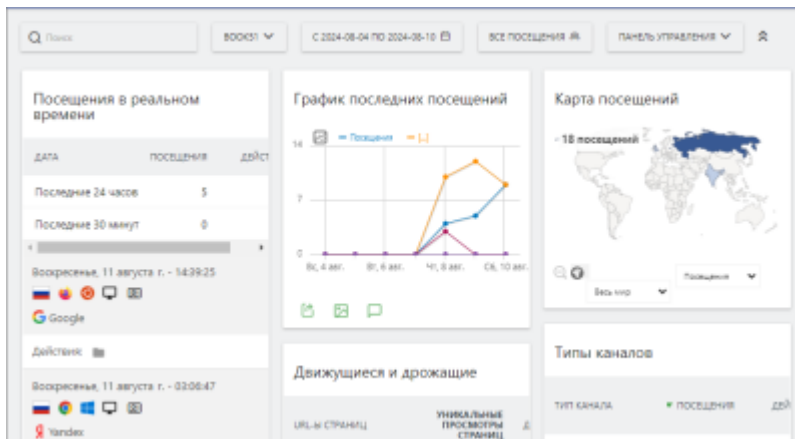 Поиск
BOOKS1
С 2024-08-04 ПО 2024-08-10
ВСЕ ПОСЕЩЕНИЯ
ПАНЕЛЬ УПРАВЛЕНИЯ
Посещения в реальном
времени
ДАТА ПОСЕЩЕНИЯ ДЕЙСТ
Последние 24 часов 5
Последние 30 минут 0
Воскресенье, 11 августа г. - 14:39:25
Google
Действия:
Воскресенье, 11 августа г. - 03:06:47
Yandex
График последних посещений
Посещения [...]
14
7
0
Вс, 4 авг. Вт, 6 авг. Чт, 8 авг. Сб, 10 авг.
Движущиеся и дрожащие
URL-Ы СТРАНИЦ
УНИКАЛЬНЫЕ
ПРОСМОТРЫ
СТРАНИЦ
Карта посещений
- 18 посещений
Посещения
Весь мир
Типы каналов
ТИП КАНАЛА ПОСЕЩЕНИЯ ДЕЙ